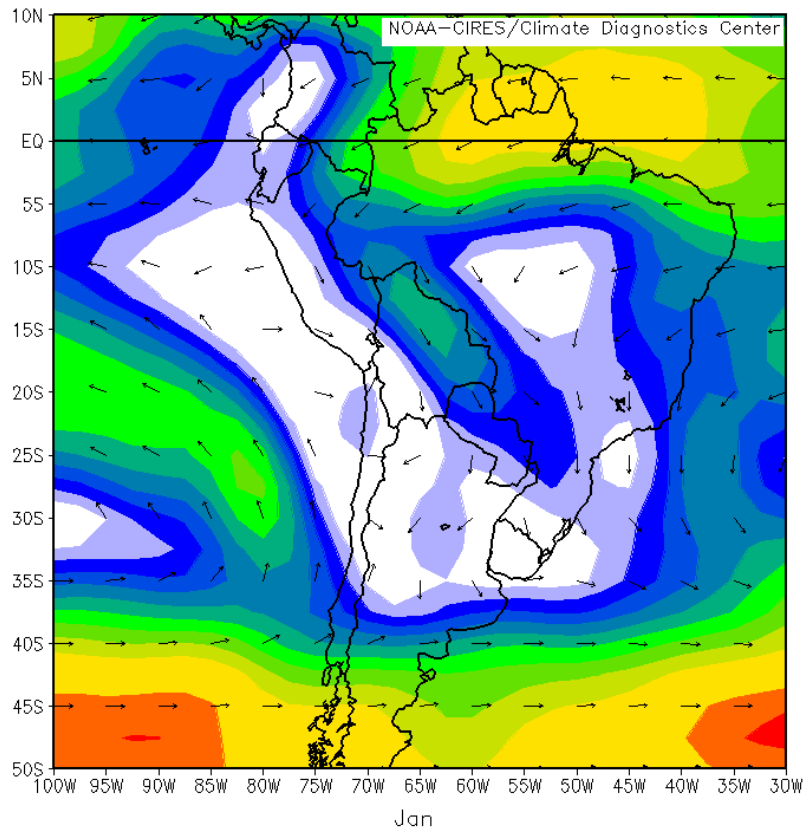 NOAA-CIRES/Climate Diagnostics Center
10N
5N
EQ
5S
10S
15S
20S
25S
30S
35S
40S
45S
50S
100W 95W 90W 85W 80W 75W 70W 65W 60W 55W 50W 45W 40W 35W 30W
Jan